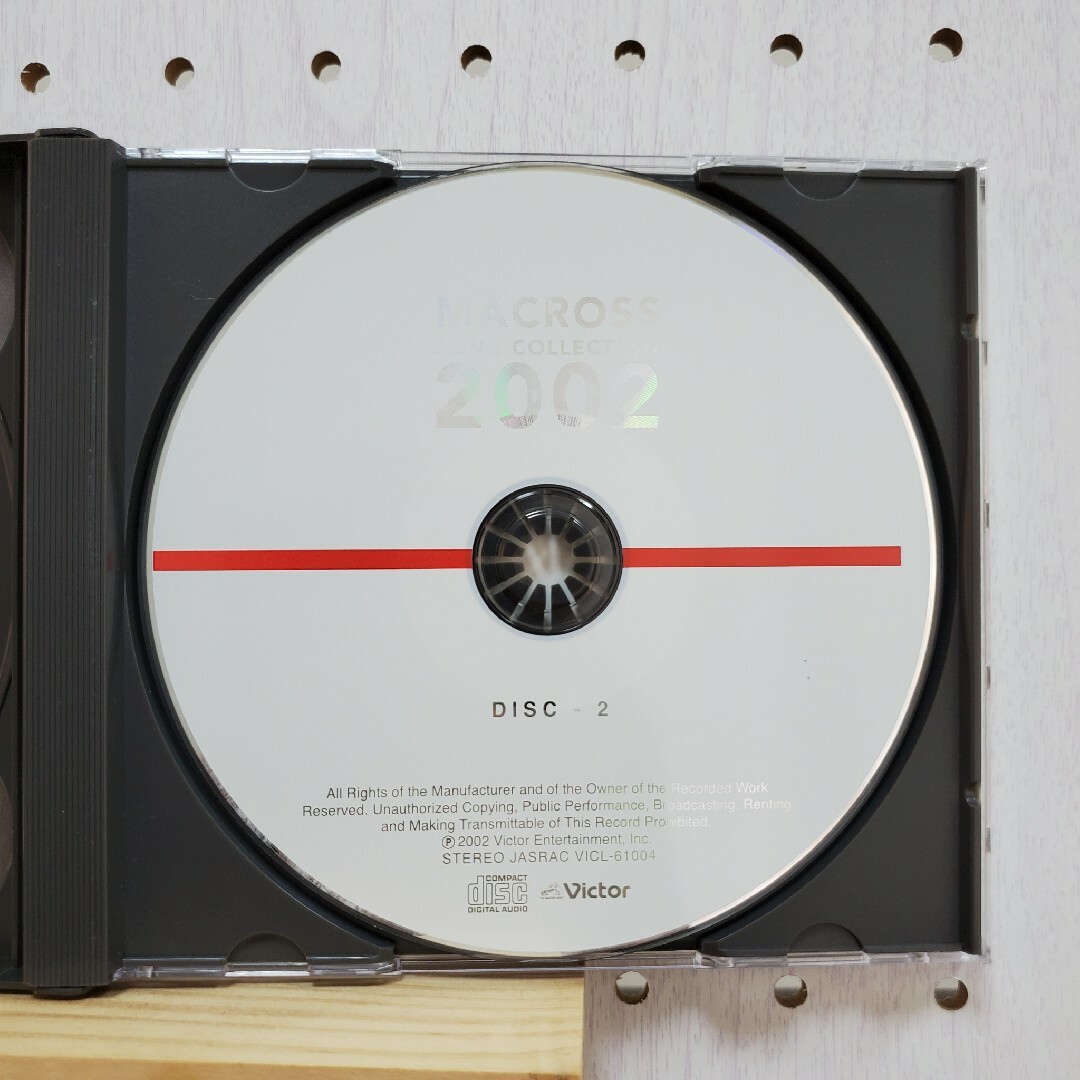 MACROSS
SONG COLLECTION
2002
DISC - 2
All Rights of the Manufacturer and of the Owner of the Recorded Work
Reserved. Unauthorized Copying, Public Performance, Broadcasting, Renting
and Making Transmittable of This Record Prohibited.
Ⓟ2002 Victor Entertainment, Inc.
STEREO JASRAC VICL-61004
COMPACT
disc
DIGITAL AUDIO
Victor